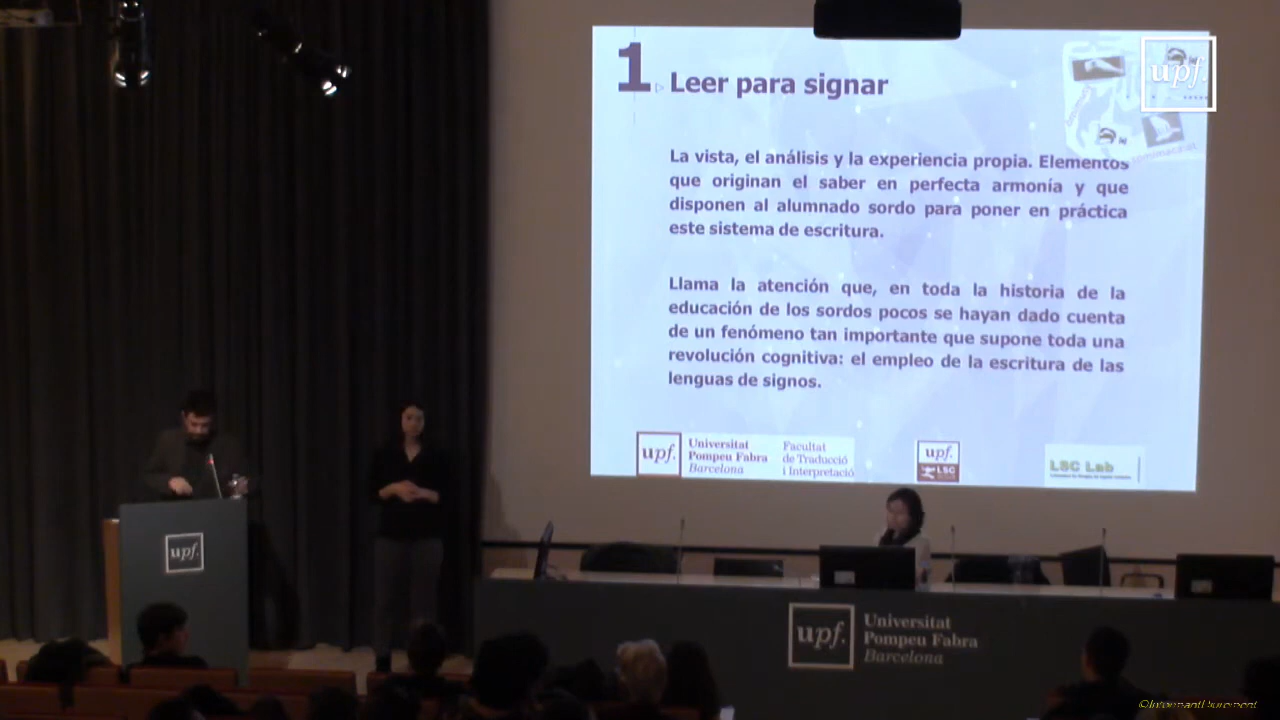 1 Leer para signar
upf.
La vista, el análisis y la experiencia propia. Elementos
que originan el saber en perfecta armonía y que
disponen al alumnado sordo para poner en práctica
este sistema de escritura.
Llama la atención que, en toda la historia de la
educación de los sordos pocos se hayan dado cuenta
de un fenómeno tan importante que supone toda una
revolución cognitiva: el empleo de la escritura de las
lenguas de signos.
upf.
Universitat
Pompeu Fabra
Barcelona
Facultat
de Traducció
i Interpretació
upf.
LSC
LSC Lab
upf.
upf.
Universitat
Pompeu Fabra
Barcelona